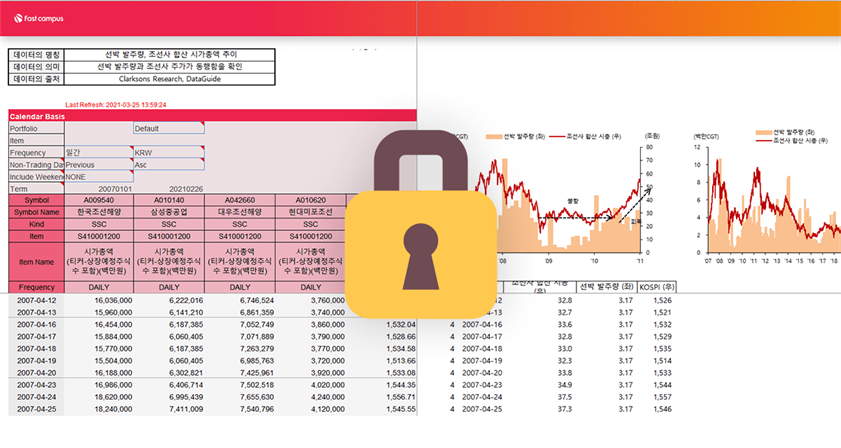 fast campus
데이터의 명칭 선박 발주량, 조선사 합산 시가총액 추이
데이터의 의미 선박 발주량과 조선사 주가가 동행함을 확인
데이터의 출처 Clarksons Research, DataGuide
Last Refresh: 2021-03-25 13:59:24
Calendar Basis
Portfolio Default
Item
Frequency 일간 KRW
Non-Trading Day Previous Asc
Include Weeken NONE
Term 20070101 20210226
Symbol A009540 A010140 A042660 A010620
Symbol Name 한국조선해양 삼성중공업 대우조선해양 현대미포조선
Kind SSC SSC SSC SSC
Item S410001200 S410001200 S410001200 S410001200
Item Name 시가총액 (티커-상장예정주식수 포함)(백만원) 시가총액 (티커-상장예정주식수 포함)(백만원) 시가총액 (티커-상장예정주식수 포함)(백만원) 시가총액 (티커-상장예정주식수 포함)(백만원)
Frequency DAILY DAILY DAILY DAILY
2007-04-12 16,036,000 6,222,016 6,746,524 3,760,000
2007-04-13 15,960,000 6,141,210 6,861,359 3,740,000
2007-04-16 16,454,000 6,187,385 7,052,749 3,860,000 1,532.04
2007-04-17 15,884,000 6,060,405 7,071,889 3,790,000 1,528.66
2007-04-18 15,770,000 6,187,385 7,263,279 3,770,000 1,534.58
2007-04-19 15,504,000 6,060,405 6,985,763 3,720,000 1,513.66
2007-04-20 16,188,000 6,302,821 7,425,961 3,920,000 1,533.08
2007-04-23 16,986,000 6,406,714 7,502,518 4,020,000 1,544.35
2007-04-24 18,620,000 6,995,439 7,655,630 4,240,000 1,556.71
2007-04-25 18,240,000 7,411,009 7,540,796 4,120,000 1,545.55
CGT) 선박 발주량 (좌) 조선사 합산 시총 (우) (조원)
80
70
60
50
40
30
20
10
0
불황
회복
08 09 10 11
(백만CGT) 선박 발주량 (좌)
조선사 합산 시총 (우)
12
10
8
6
4
2
0
07 08 09 10 11 12 13 14 15 16 17 18
조선사 합산 시총 (우) 선박 발주량 (좌) KOSPI (우)
12 32.8 3.17 1,526
2007-04-13 32.7 3.17 1,521
4 2007-04-16 33.6 3.17 1,532
4 2007-04-17 32.8 3.17 1,529
4 2007-04-18 33.0 3.17 1,535
4 2007-04-19 32.3 3.17 1,514
4 2007-04-20 33.8 3.17 1,533
4 2007-04-23 34.9 3.17 1,544
4 2007-04-24 37.5 3.17 1,557
4 2007-04-25 37.3 3.17 1,546